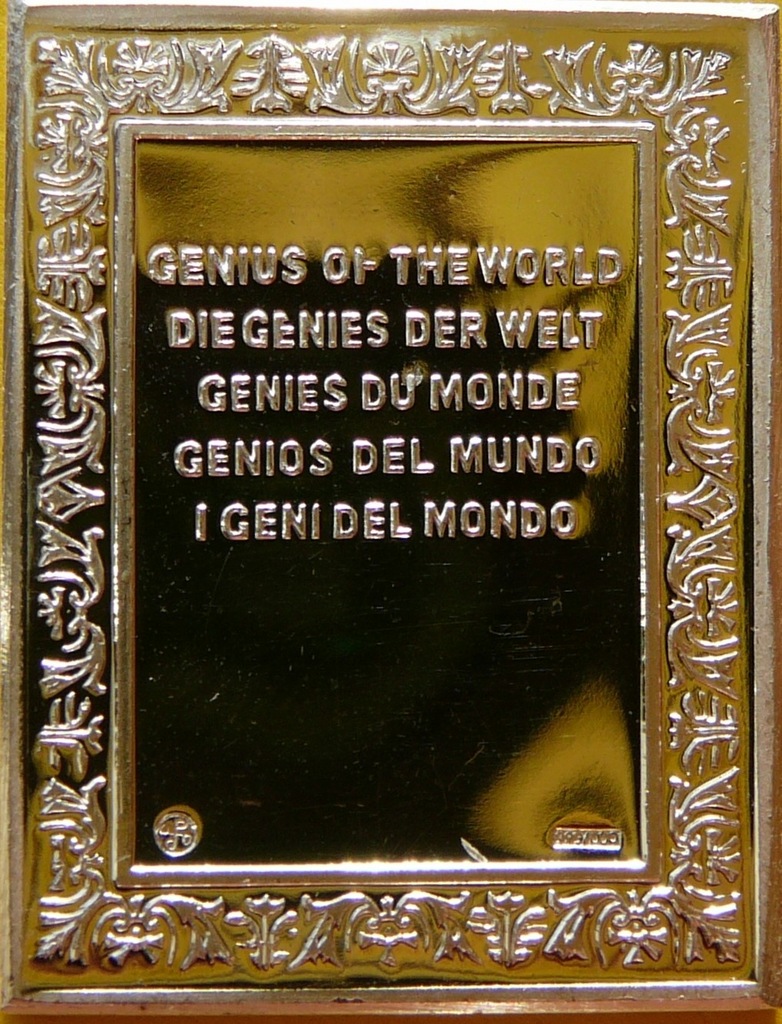 GENIUS OF THE WORLD
DIE GENIES DER WELT
GENIES DU MONDE
GENIOS DEL MUNDO
I GENI DEL MONDO